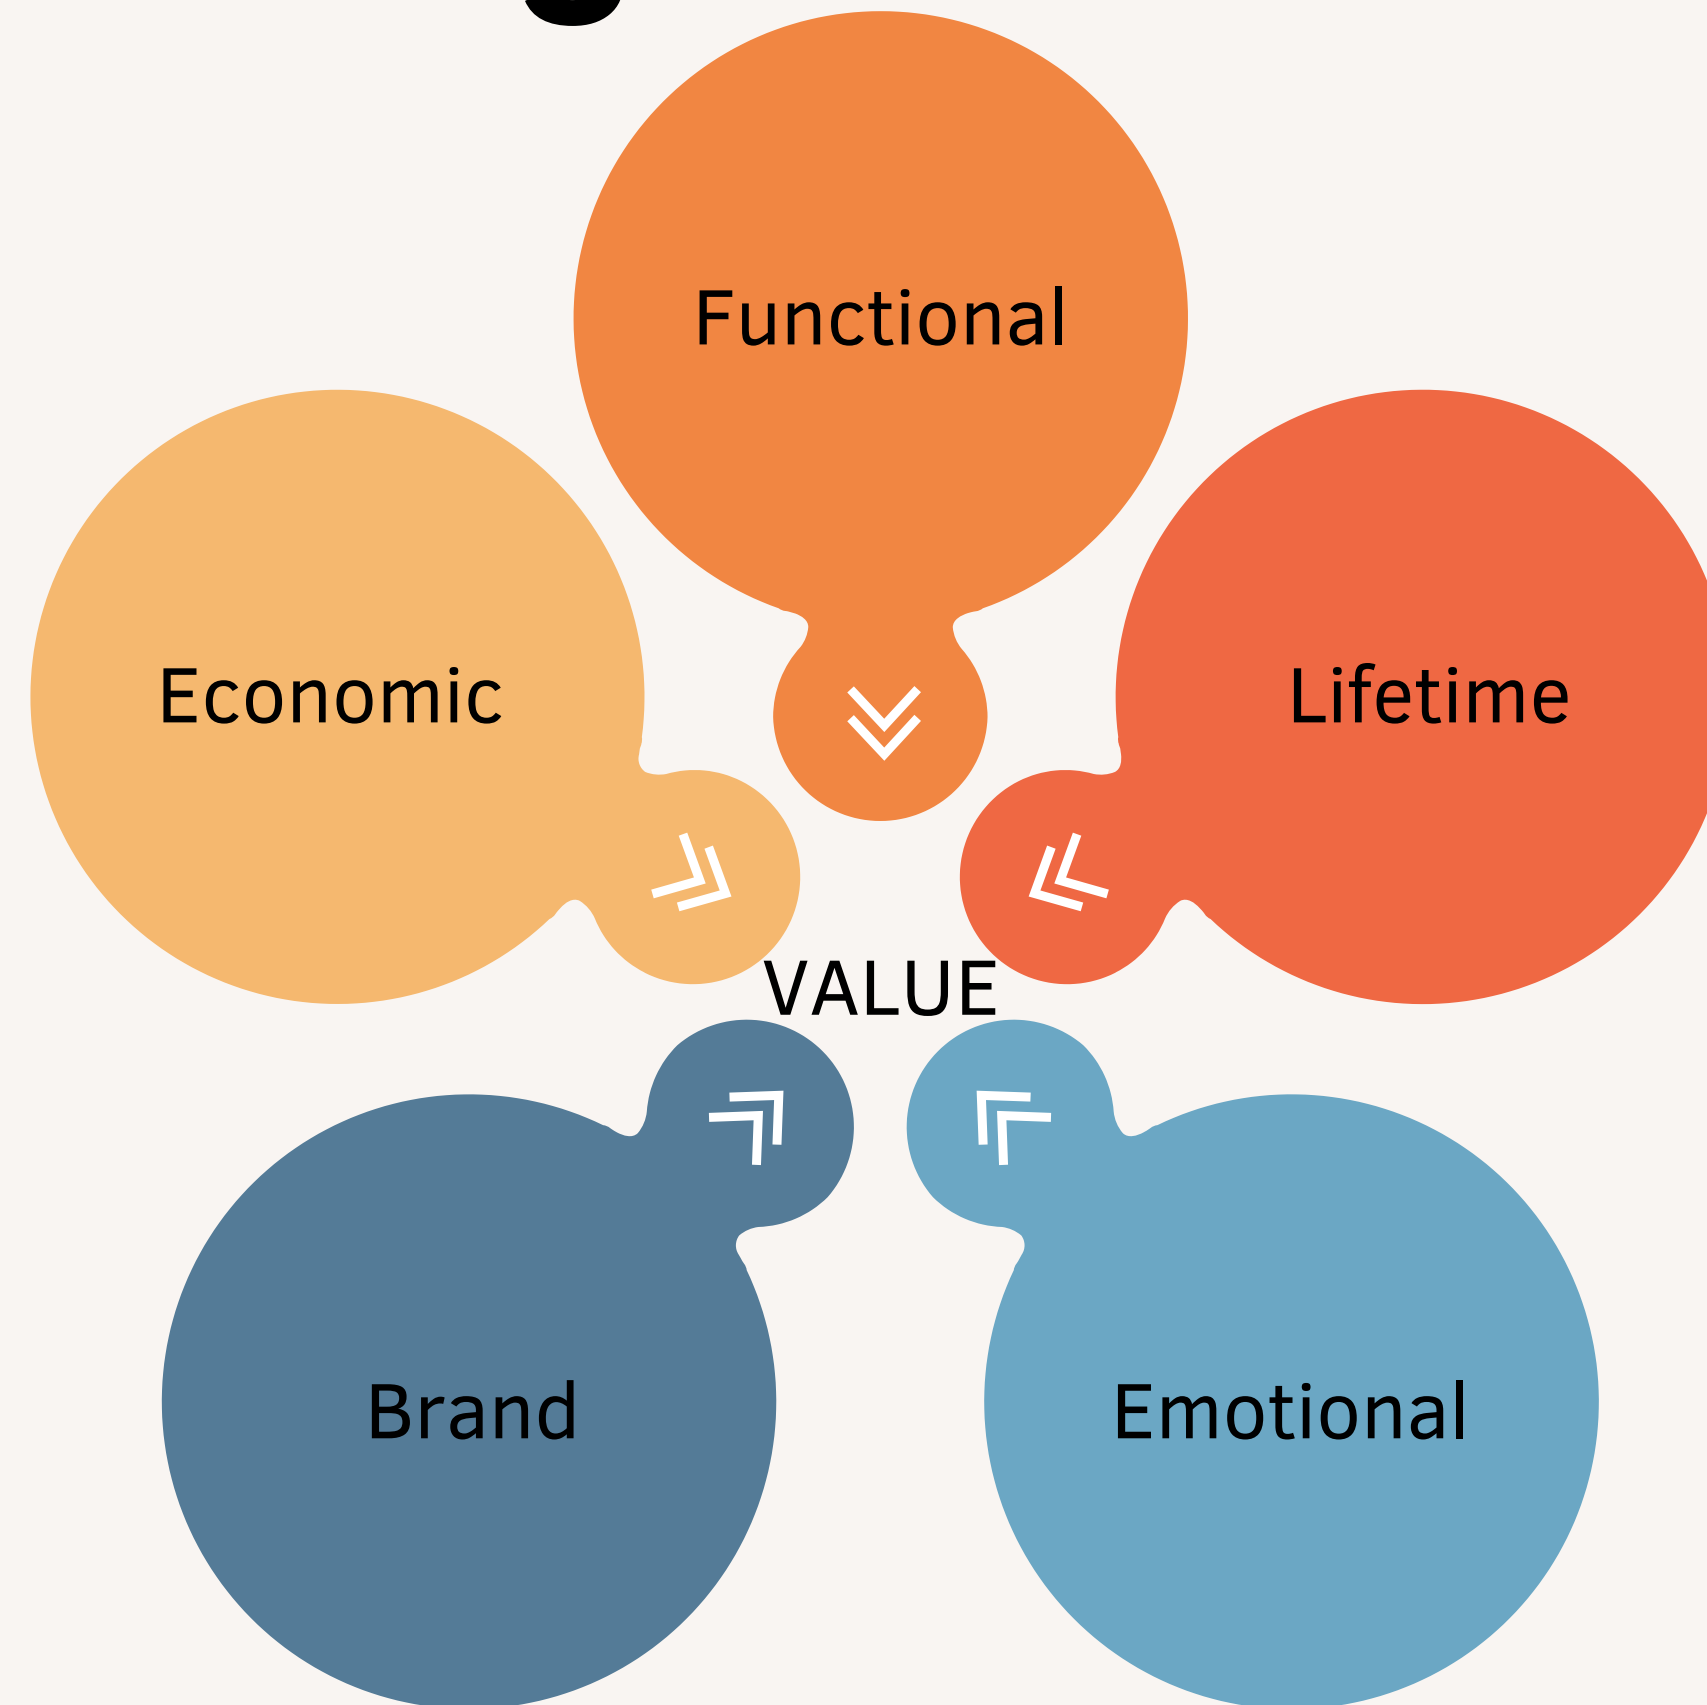 Functional
Economic
Lifetime
VALUE
Brand
Emotional